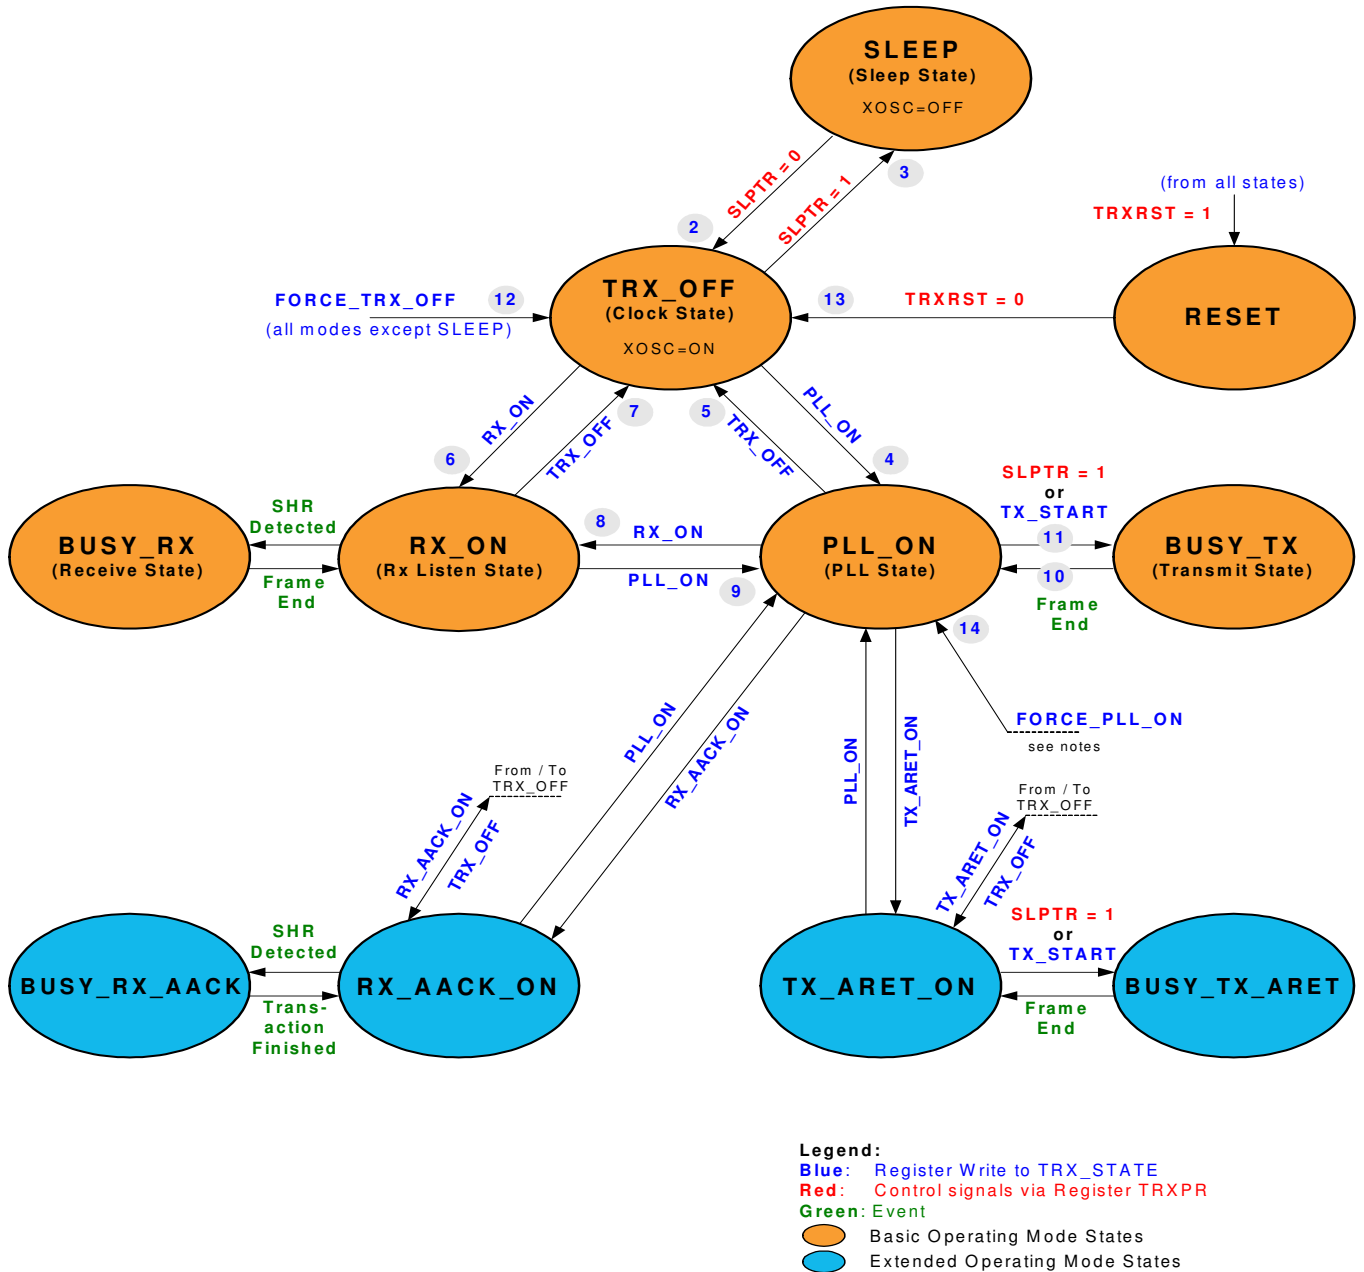 SLEEP
(Sleep State)
XOSC=OFF
SLPTR = 0
SLPTR = 1
3
2
(from all states)
TRXRST = 1
TRX_OFF
(Clock State)
XOSC=ON
FORCE_TRX_OFF
12
(all modes except SLEEP)
13
TRXRST = 0
RESET
RX_ON
7
TRX_OFF
6
5
TRX_OFF
PLL_ON
4
SHR
Detected
BUSY_RX
(Receive State)
Frame
End
RX_ON
(Rx Listen State)
8
RX_ON
PLL_ON
9
PLL_ON
(PLL State)
SLPTR = 1
or
TX_START
11
10
Frame
End
BUSY_TX
(Transmit State)
14
FORCE_PLL_ON
see notes
PLL_ON
RX_AACK_ON
PLL_ON
TX_ARET_ON
From / To
TRX_OFF
RX_AACK_ON
TRX_OFF
From / To
TRX_OFF
TX_ARET_ON
TRX_OFF
SHR
Detected
BUSY_RX_AACK
Trans-
action
Finished
RX_AACK_ON
TX_ARET_ON
SLPTR = 1
or
TX_START
Frame
End
BUSY_TX_ARET
Legend:
Blue: Register Write to TRX_STATE
Red: Control signals via Register TRXPR
Green: Event
Basic Operating Mode States
Extended Operating Mode States